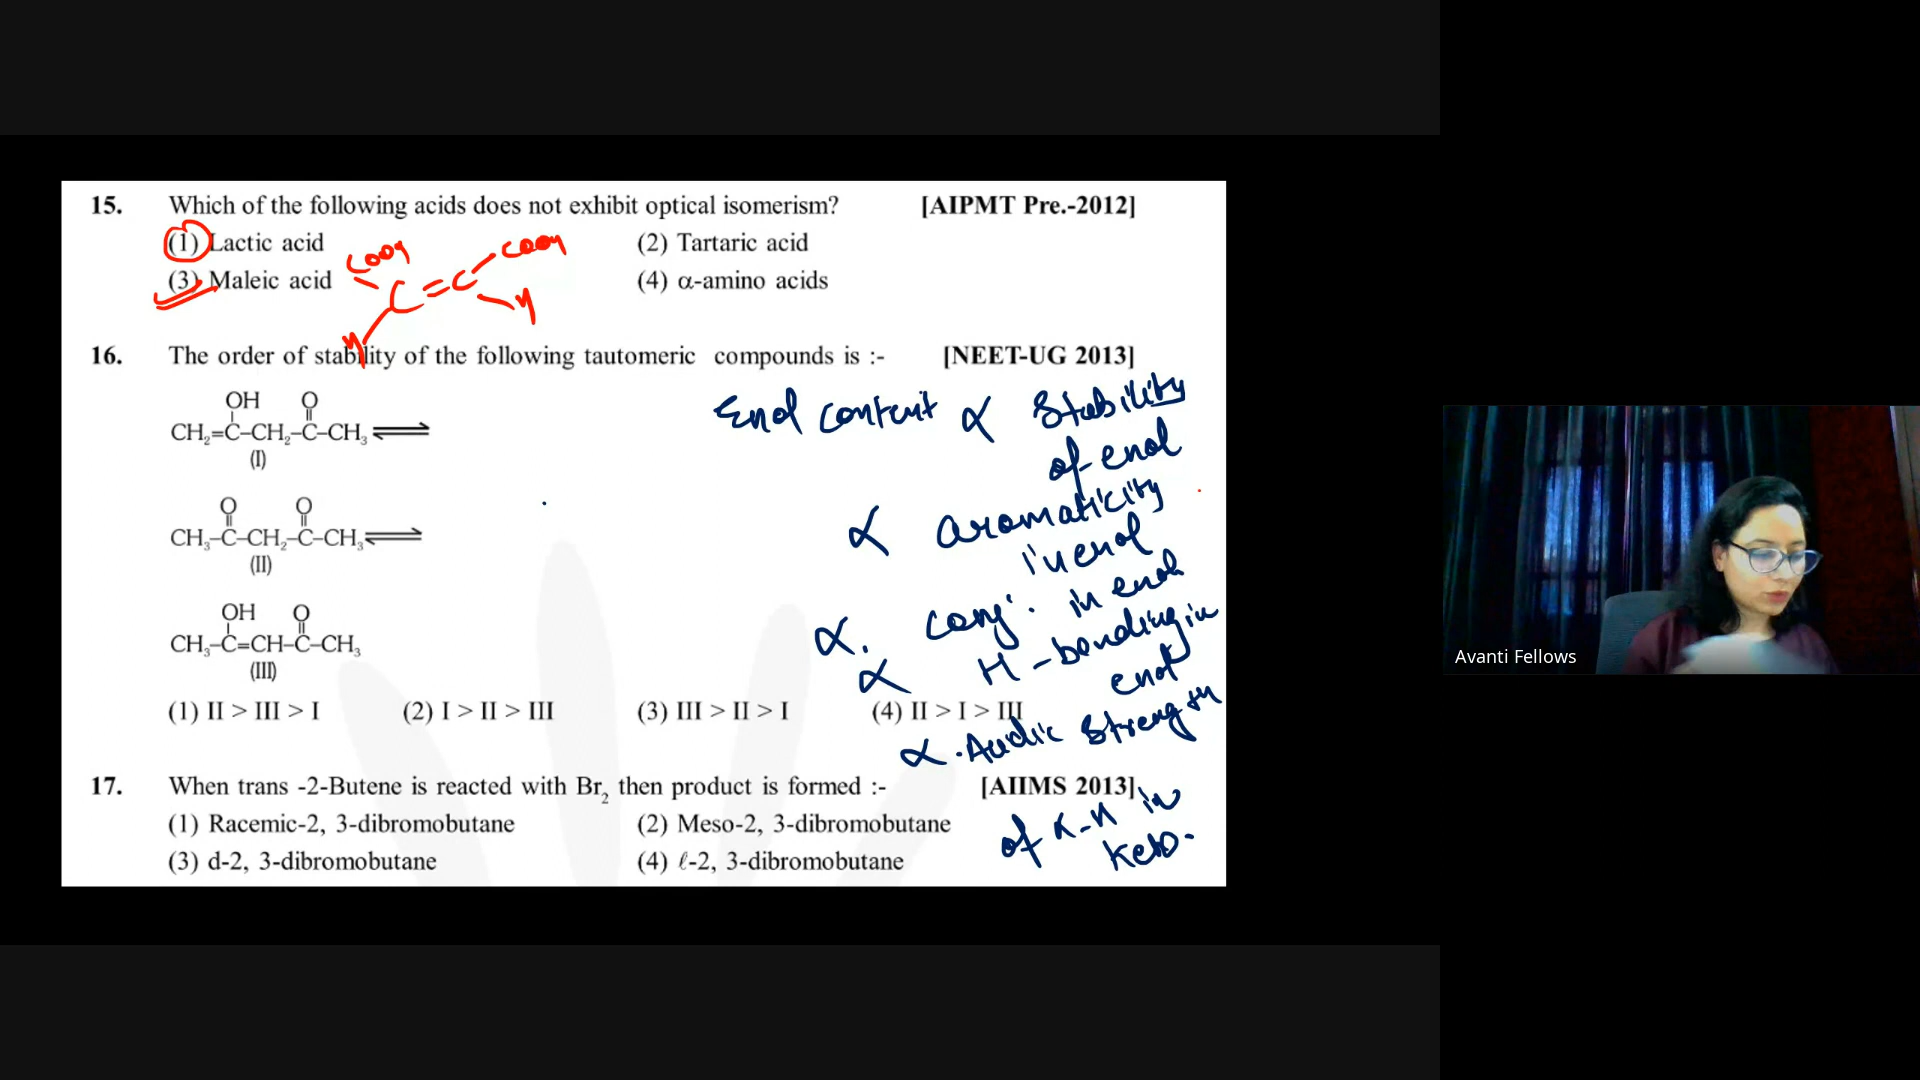 15. Which of the following acids does not exhibit optical isomerism? [AIPMT Pre.-2012]
(1) Lactic acid (2) Tartaric acid
(3) Maleic acid (4) α-amino acids
COOH COOH
C=C
H H
16. The order of stability of the following tautomeric compounds is :- [NEET-UG 2013]
OH O
CH₂=C–CH₂–C–CH₃ ⇌
(I)
O O
CH₃–C–CH₂–C–CH₃ ⇌
(II)
OH O
CH₃–C=CH–C–CH₃
(III)
(1) II > III > I (2) I > II > III (3) III > II > I (4) II > I > III
Enol content ∝ Stability
of enol
∝ aromaticity
in enol
∝. conj. in enol
∝ H-bonding in
enol
∝. Acidic Strength
of α-H in
keto.
17. When trans -2-Butene is reacted with Br₂ then product is formed :- [AIIMS 2013]
(1) Racemic-2, 3-dibromobutane (2) Meso-2, 3-dibromobutane
(3) d-2, 3-dibromobutane (4) ℓ-2, 3-dibromobutane
Avanti Fellows